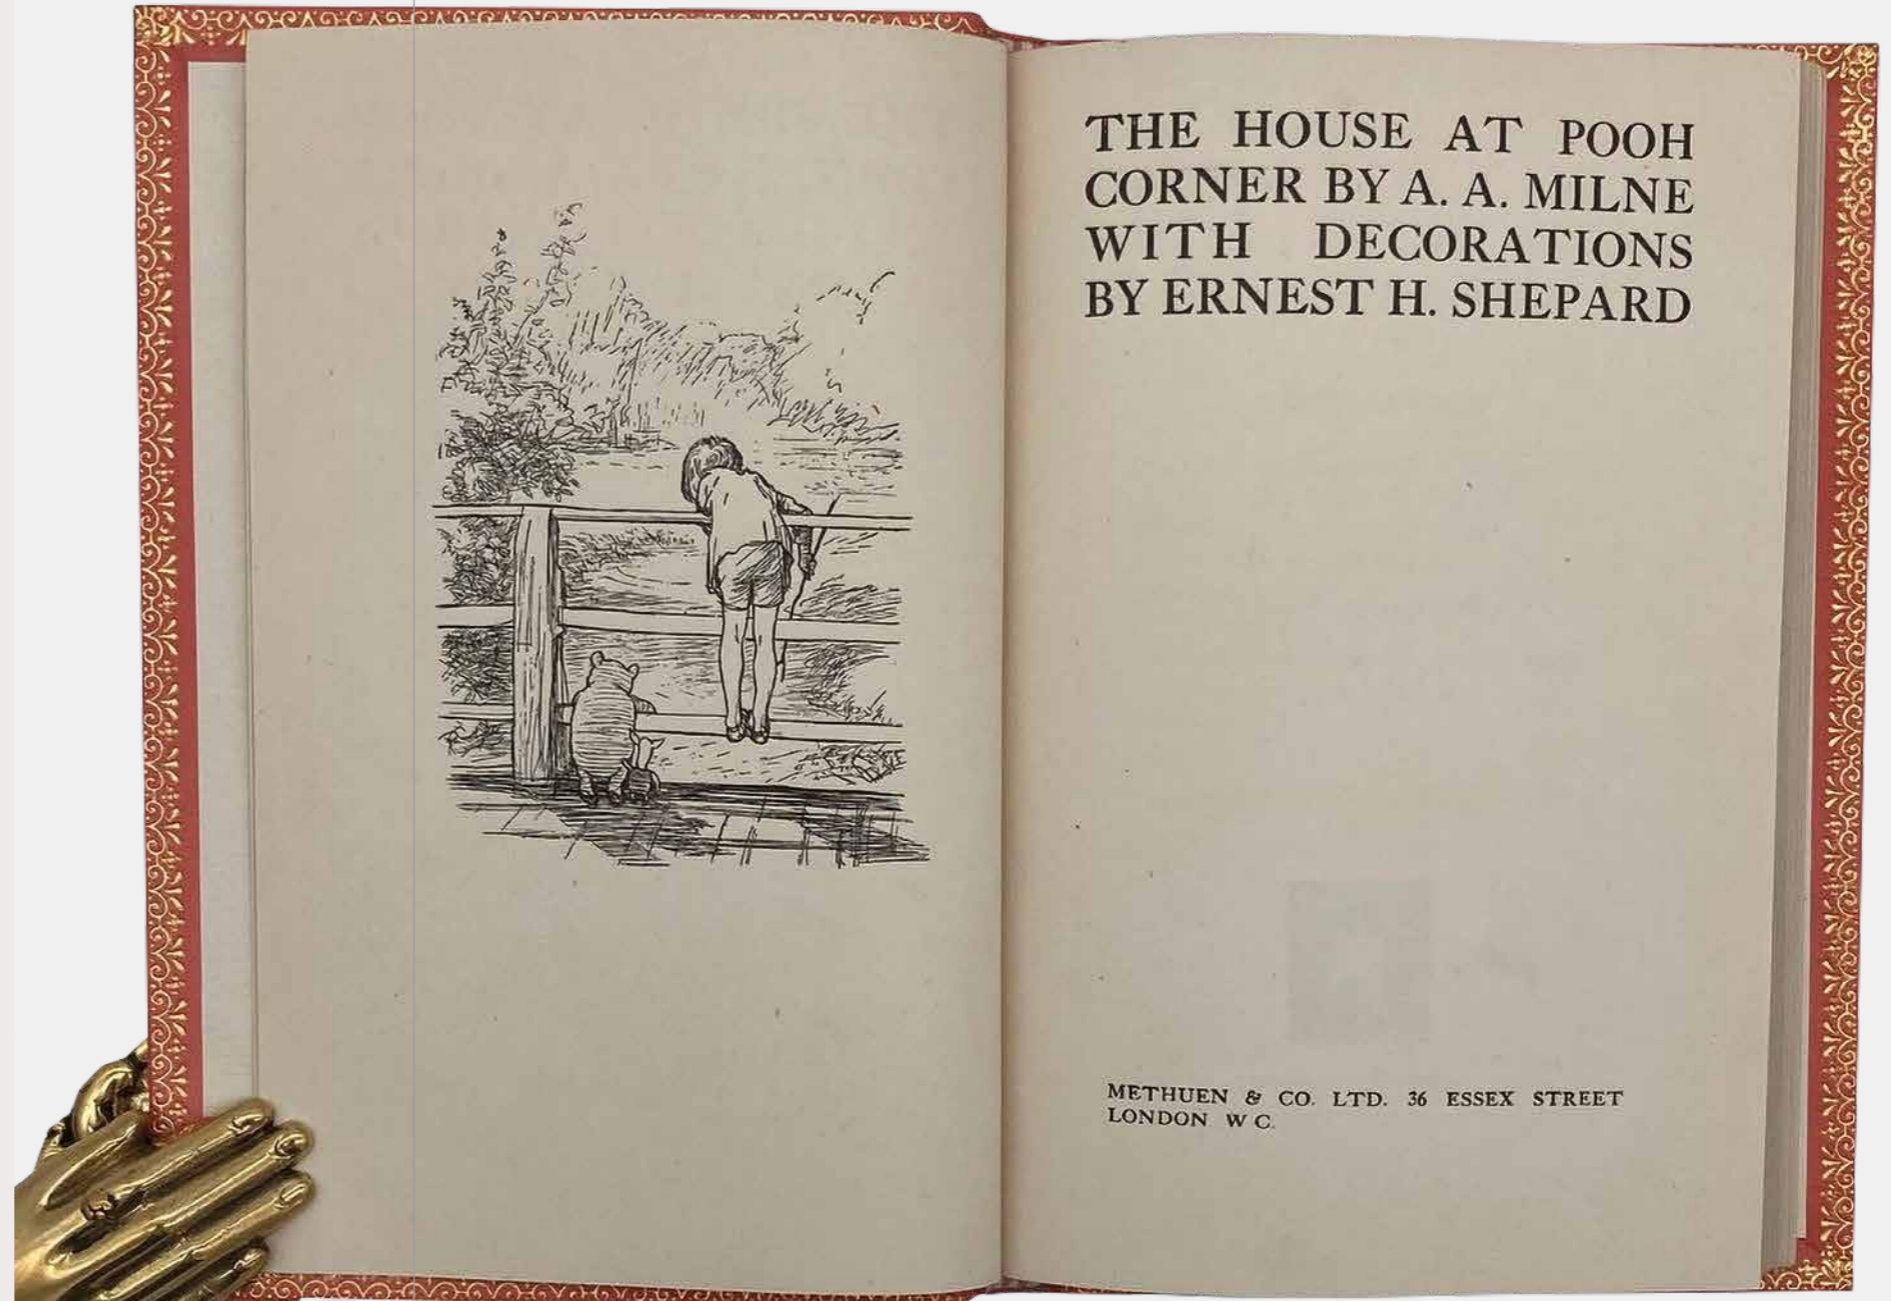 THE HOUSE AT POOH
CORNER BY A. A. MILNE
WITH DECORATIONS
BY ERNEST H. SHEPARD
METHUEN & CO. LTD. 36 ESSEX STREET
LONDON W C.